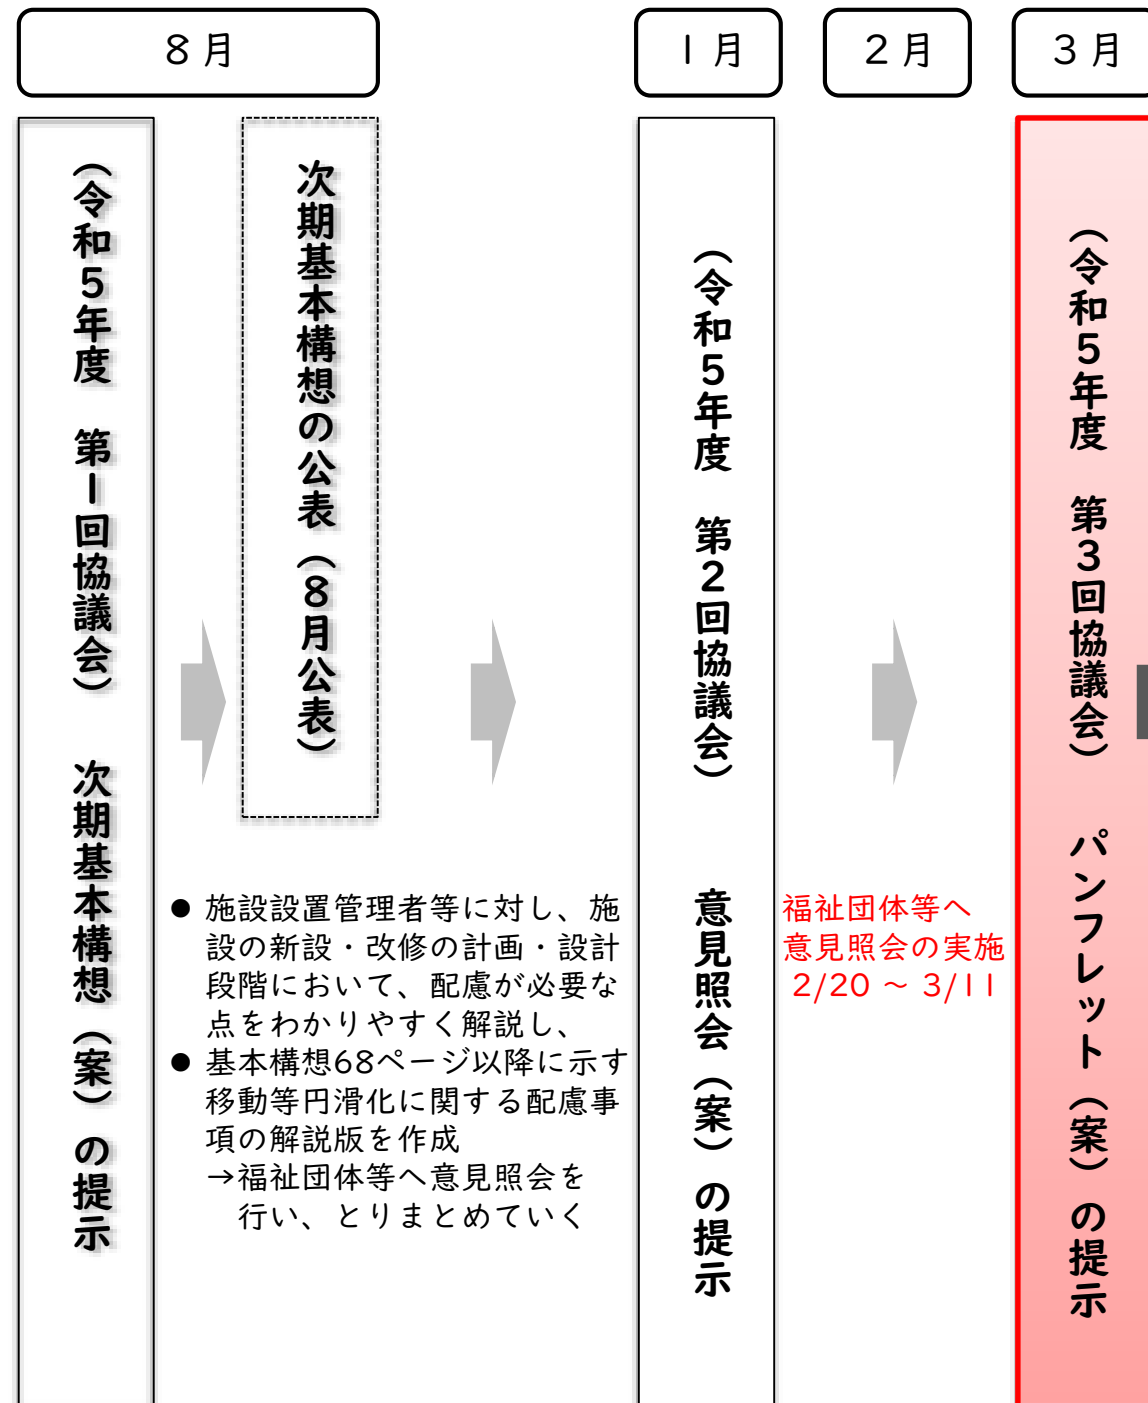 8月
1月
2月
3月
（令和5年度　第1回協議会）　次期基本構想（案）の提示
次期基本構想の公表（8月公表）
● 施設設置管理者等に対し、施
設の新設・改修の計画・設計
段階において、配慮が必要な
点をわかりやすく解説し、
● 基本構想68ページ以降に示す
移動等円滑化に関する配慮事
項の解説版を作成
→福祉団体等へ意見照会を
行い、とりまとめていく
（令和5年度　第2回協議会）　意見照会（案）の提示
福祉団体等へ
意見照会の実施
2/20 ～ 3/11
（令和5年度　第3回協議会）　パンフレット（案）の提示